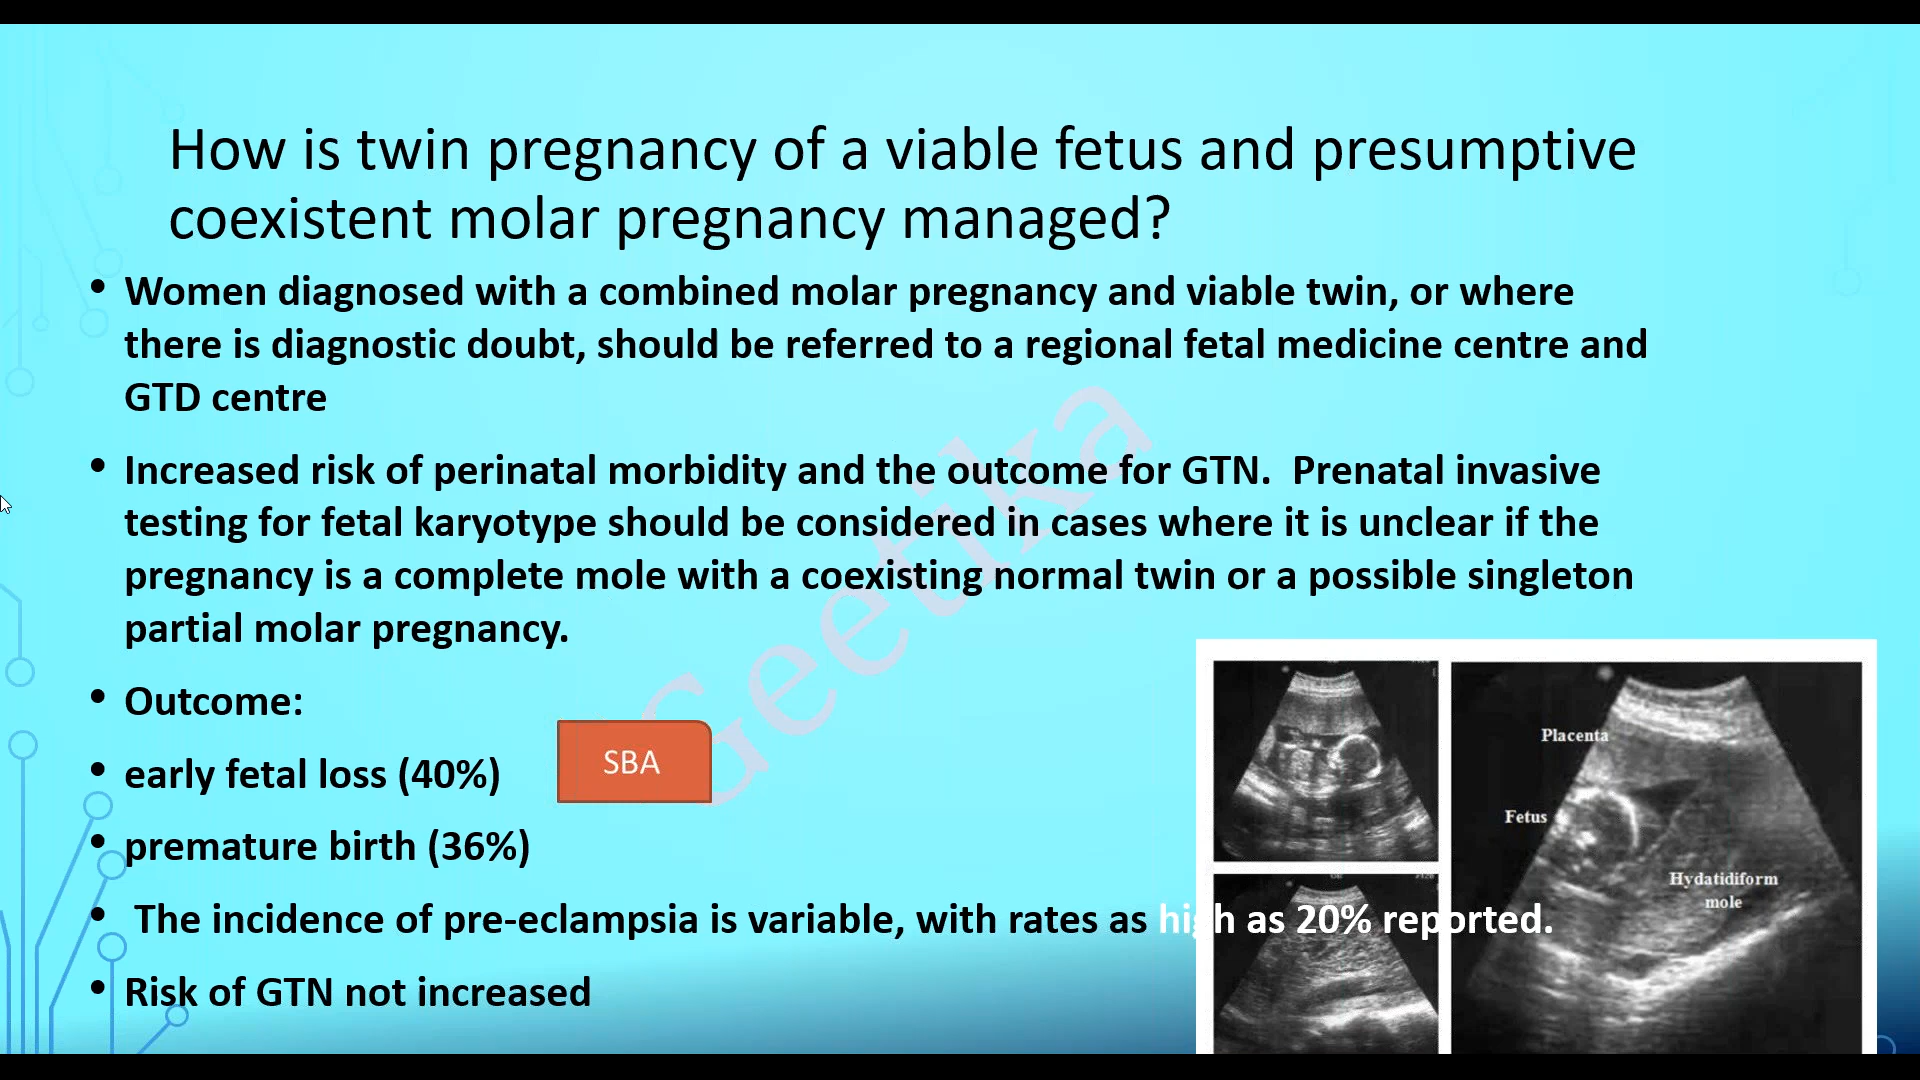 How is twin pregnancy of a viable fetus and presumptive
coexistent molar pregnancy managed?
• Women diagnosed with a combined molar pregnancy and viable twin, or where
there is diagnostic doubt, should be referred to a regional fetal medicine centre and
GTD centre
• Increased risk of perinatal morbidity and the outcome for GTN.  Prenatal invasive
testing for fetal karyotype should be considered in cases where it is unclear if the
pregnancy is a complete mole with a coexisting normal twin or a possible singleton
partial molar pregnancy.
• Outcome:
• early fetal loss (40%)
SBA
• premature birth (36%)
• The incidence of pre-eclampsia is variable, with rates as high as 20% reported.
• Risk of GTN not increased
Geetika
Placenta
Fetus
Hydatidiform
mole